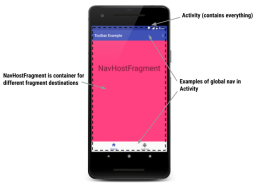 Activity (contains everything)
Toolbar Example
NavHostFragment
NavHostFragment is container for
different fragment destinations
Examples of global nav in
Activity